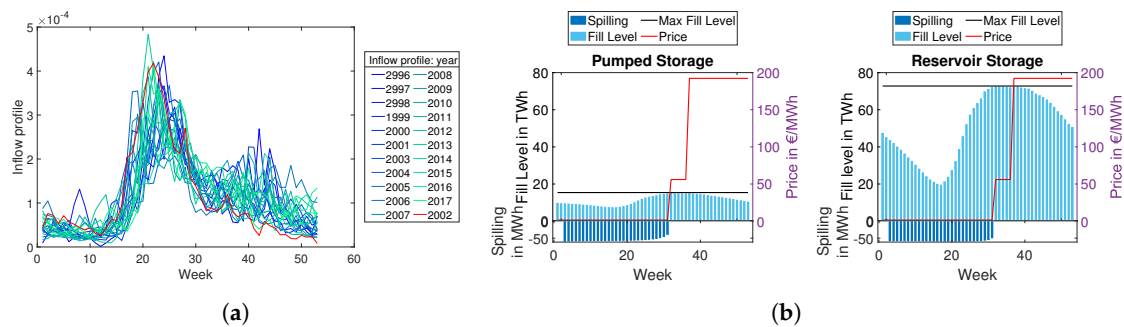 ×10⁻⁴
5
4
3
2
1
0
Inflow profile
0 10 20 30 40 50 60
Week
Inflow profile: year
2996 2008
2997 2009
2998 2010
1999 2011
2000 2012
2001 2013
2003 2014
2004 2015
2005 2016
2006 2017
2007 2002
(a)
Spilling Max Fill Level
Fill Level Price
Pumped Storage
80
60
40
20
0
0
-50
Fill Level in TWh
Spilling
in MWh
200
150
100
50
0
Price in €/MWh
0 20 40
Week
Spilling Max Fill Level
Fill Level Price
Reservoir Storage
80
60
40
20
0
0
-50
Fill level in TWh
Spilling
in MWh
200
150
100
50
0
Price in €/MWh
0 20 40
Week
(b)